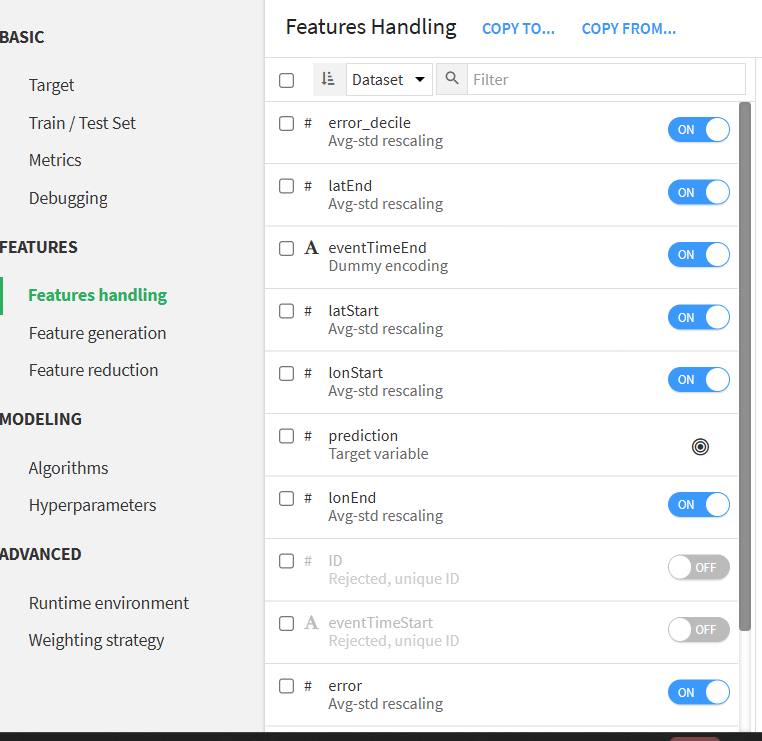 BASIC
Target
Train / Test Set
Metrics
Debugging
FEATURES
Features handling
Feature generation
Feature reduction
MODELING
Algorithms
Hyperparameters
ADVANCED
Runtime environment
Weighting strategy
Features Handling COPY TO... COPY FROM...
Dataset Filter
# error_decile
Avg-std rescaling
ON
# latEnd
Avg-std rescaling
ON
A eventTimeEnd
Dummy encoding
ON
# latStart
Avg-std rescaling
ON
# lonStart
Avg-std rescaling
ON
# prediction
Target variable
# lonEnd
Avg-std rescaling
ON
# ID
Rejected, unique ID
OFF
A eventTimeStart
Rejected, unique ID
OFF
# error
Avg-std rescaling
ON